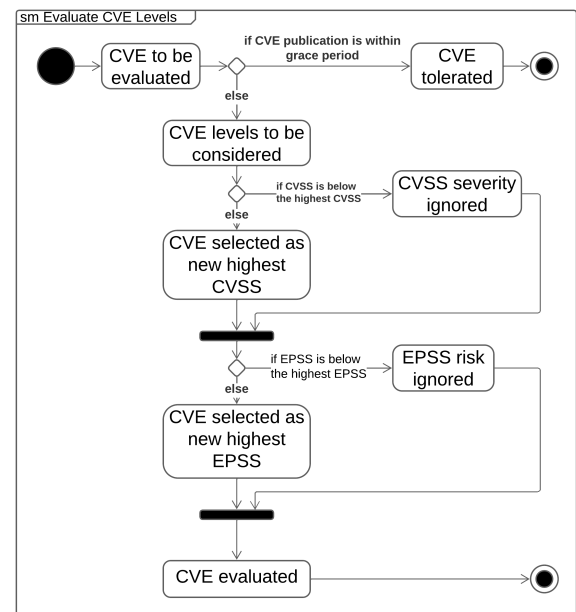 sm Evaluate CVE Levels
CVE to be
evaluated
if CVE publication is within
grace period
CVE
tolerated
else
CVE levels to be
considered
if CVSS is below
the highest CVSS
CVSS severity
ignored
else
CVE selected as
new highest
CVSS
if EPSS is below
the highest EPSS
EPSS risk
ignored
else
CVE selected as
new highest
EPSS
CVE evaluated